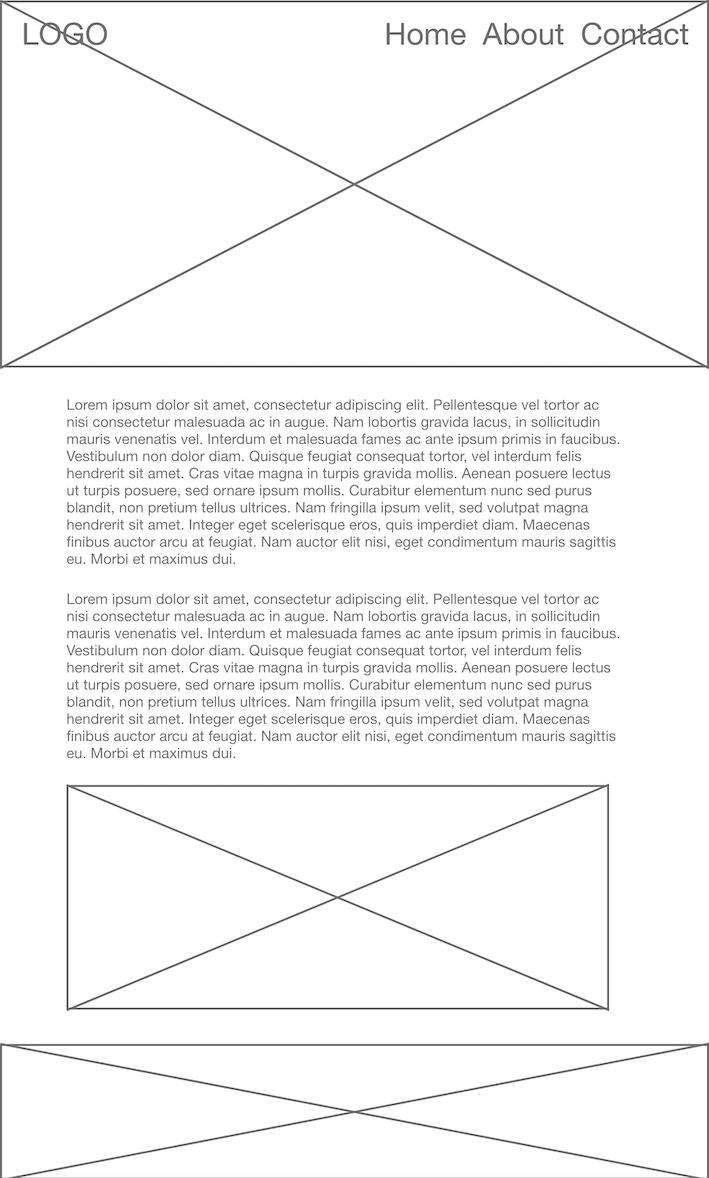 LOGO Home About Contact
Lorem ipsum dolor sit amet, consectetur adipiscing elit. Pellentesque vel tortor ac
nisi consectetur malesuada ac in augue. Nam lobortis gravida lacus, in sollicitudin
mauris venenatis vel. Interdum et malesuada fames ac ante ipsum primis in faucibus.
Vestibulum non dolor diam. Quisque feugiat consequat tortor, vel interdum felis
hendrerit sit amet. Cras vitae magna in turpis gravida mollis. Aenean posuere lectus
ut turpis posuere, sed ornare ipsum mollis. Curabitur elementum nunc sed purus
blandit, non pretium tellus ultrices. Nam fringilla ipsum velit, sed volutpat magna
hendrerit sit amet. Integer eget scelerisque eros, quis imperdiet diam. Maecenas
finibus auctor arcu at feugiat. Nam auctor elit nisi, eget condimentum mauris sagittis
eu. Morbi et maximus dui.
Lorem ipsum dolor sit amet, consectetur adipiscing elit. Pellentesque vel tortor ac
nisi consectetur malesuada ac in augue. Nam lobortis gravida lacus, in sollicitudin
mauris venenatis vel. Interdum et malesuada fames ac ante ipsum primis in faucibus.
Vestibulum non dolor diam. Quisque feugiat consequat tortor, vel interdum felis
hendrerit sit amet. Cras vitae magna in turpis gravida mollis. Aenean posuere lectus
ut turpis posuere, sed ornare ipsum mollis. Curabitur elementum nunc sed purus
blandit, non pretium tellus ultrices. Nam fringilla ipsum velit, sed volutpat magna
hendrerit sit amet. Integer eget scelerisque eros, quis imperdiet diam. Maecenas
finibus auctor arcu at feugiat. Nam auctor elit nisi, eget condimentum mauris sagittis
eu. Morbi et maximus dui.